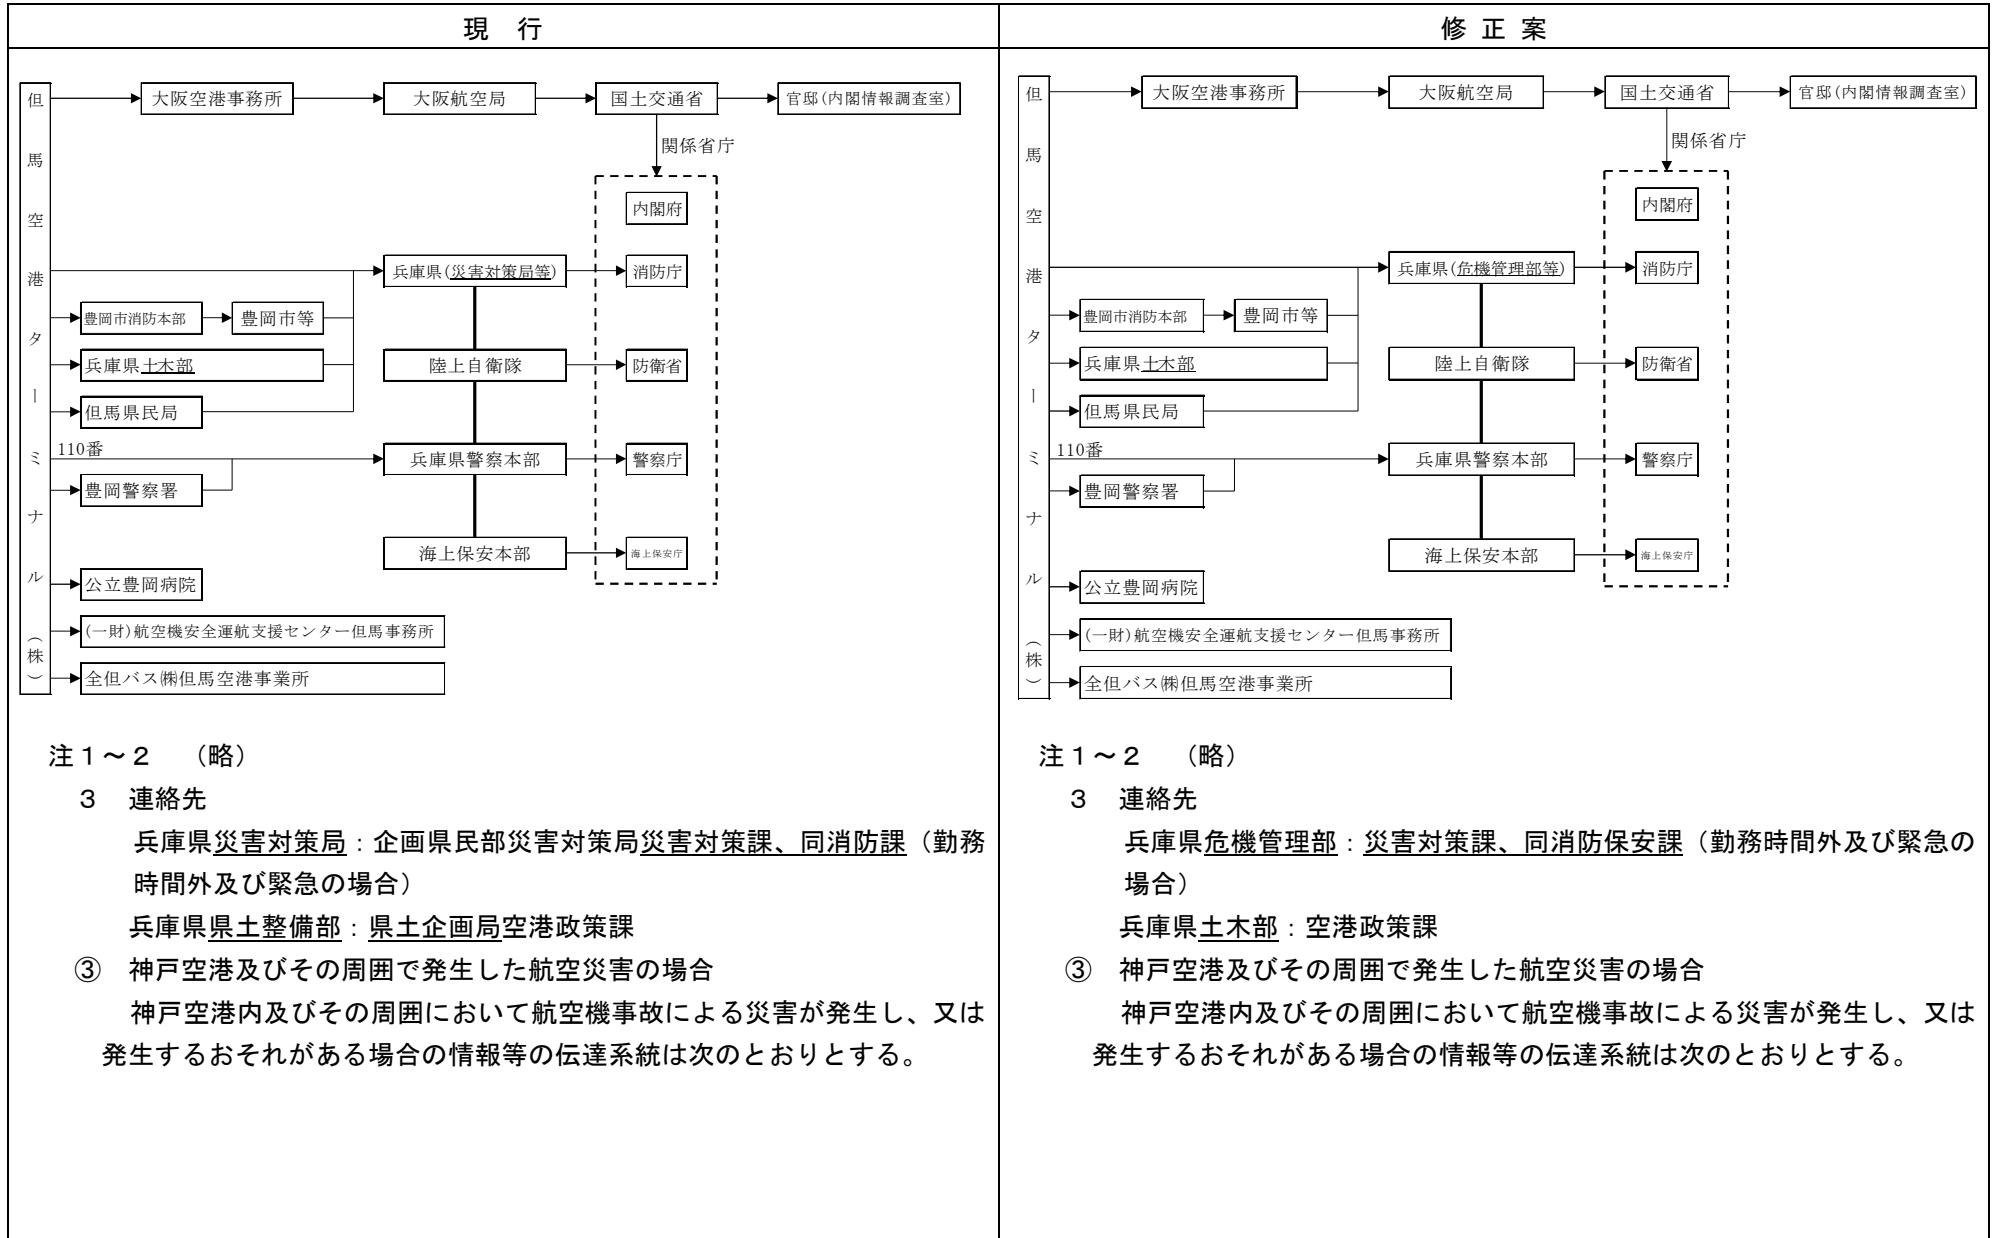 現 行
但馬空港ターミナル(株)
大阪空港事務所
大阪航空局
国土交通省
官邸(内閣情報調査室)
関係省庁
内閣府
兵庫県(災害対策局等)
消防庁
豊岡市消防本部
豊岡市等
兵庫県土木部
陸上自衛隊
防衛省
但馬県民局
110番
兵庫県警察本部
警察庁
豊岡警察署
海上保安本部
海上保安庁
公立豊岡病院
(一財)航空機安全運航支援センター但馬事務所
全但バス㈱但馬空港事業所
注1～2 （略）
3 連絡先
兵庫県災害対策局：企画県民部災害対策局災害対策課、同消防課（勤務
時間外及び緊急の場合）
兵庫県県土整備部：県土企画局空港政策課
③ 神戸空港及びその周囲で発生した航空災害の場合
神戸空港内及びその周囲において航空機事故による災害が発生し、又は
発生するおそれがある場合の情報等の伝達系統は次のとおりとする。
修 正 案
但馬空港ターミナル(株)
大阪空港事務所
大阪航空局
国土交通省
官邸(内閣情報調査室)
関係省庁
内閣府
兵庫県(危機管理部等)
消防庁
豊岡市消防本部
豊岡市等
兵庫県土木部
陸上自衛隊
防衛省
但馬県民局
110番
兵庫県警察本部
警察庁
豊岡警察署
海上保安本部
海上保安庁
公立豊岡病院
(一財)航空機安全運航支援センター但馬事務所
全但バス㈱但馬空港事業所
注1～2 （略）
3 連絡先
兵庫県危機管理部：災害対策課、同消防保安課（勤務時間外及び緊急の
場合）
兵庫県土木部：空港政策課
③ 神戸空港及びその周囲で発生した航空災害の場合
神戸空港内及びその周囲において航空機事故による災害が発生し、又は
発生するおそれがある場合の情報等の伝達系統は次のとおりとする。